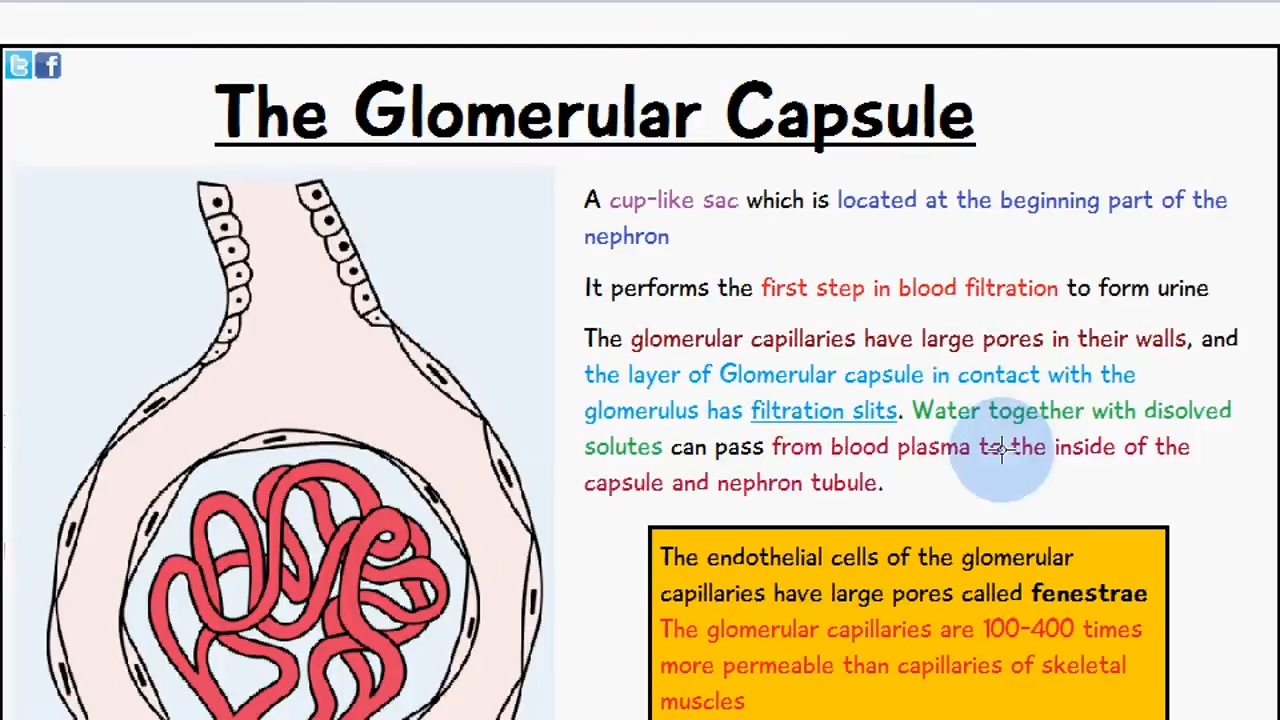 The Glomerular Capsule
A cup-like sac which is located at the beginning part of the
nephron
It performs the first step in blood filtration to form urine
The glomerular capillaries have large pores in their walls, and
the layer of Glomerular capsule in contact with the
glomerulus has filtration slits. Water together with disolved
solutes can pass from blood plasma to the inside of the
capsule and nephron tubule.
The endothelial cells of the glomerular
capillaries have large pores called fenestrae
The glomerular capillaries are 100-400 times
more permeable than capillaries of skeletal
muscles